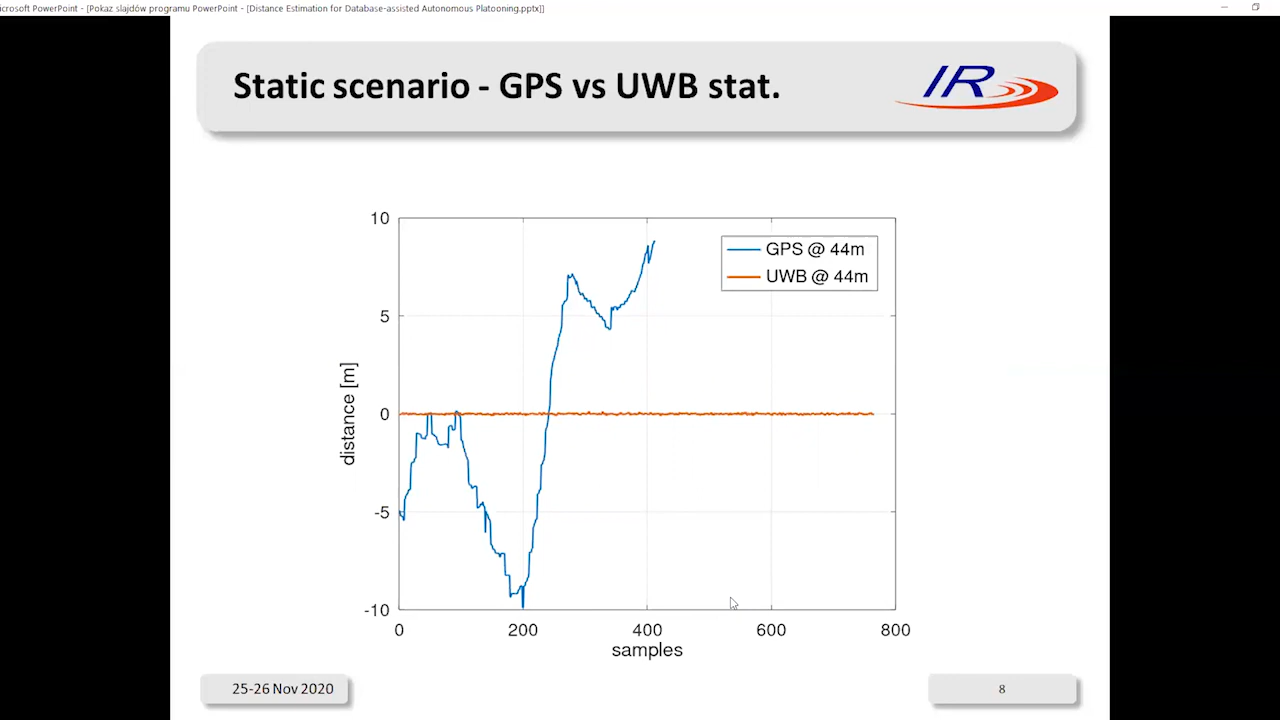 icrosoft PowerPoint - [Pokaz slajdów programu PowerPoint - [Distance Estimation for Database-assisted Autonomous Platooning.pptx]]
Static scenario - GPS vs UWB stat.
IR
10
5
0
-5
-10
distance [m]
GPS @ 44m
UWB @ 44m
0 200 400 600 800
samples
25-26 Nov 2020
8